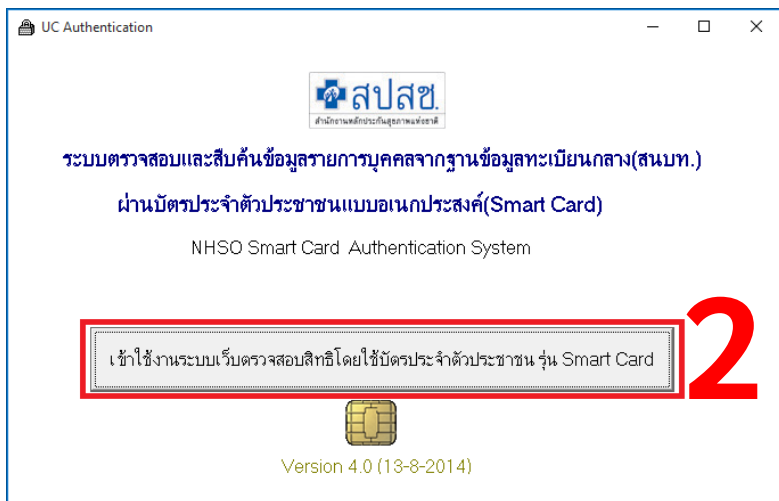 UC Authentication
สปสช.
สำนักงานหลักประกันสุขภาพแห่งชาติ
ระบบตรวจสอบและสืบค้นข้อมูลรายการบุคคลจากฐานข้อมูลทะเบียนกลาง(สนบท.)
ผ่านบัตรประจำตัวประชาชนแบบอเนกประสงค์(Smart Card)
NHSO Smart Card Authentication System
เข้าใช้งานระบบเว็บตรวจสอบสิทธิโดยใช้บัตรประจำตัวประชาชน รุ่น Smart Card
2
Version 4.0 (13-8-2014)